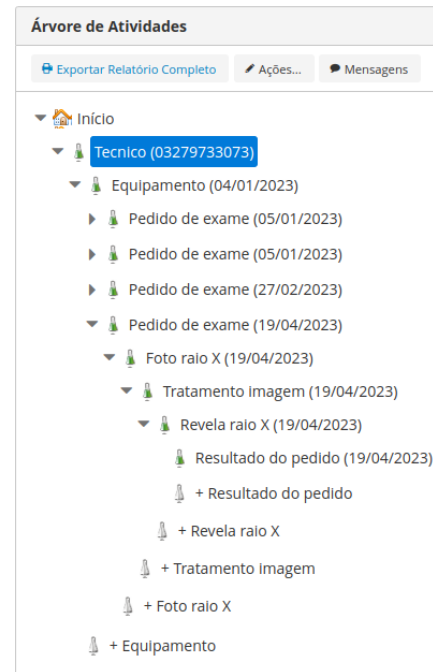 Árvore de Atividades
Exportar Relatório Completo Ações... Mensagens
Início
Tecnico (03279733073)
Equipamento (04/01/2023)
Pedido de exame (05/01/2023)
Pedido de exame (05/01/2023)
Pedido de exame (27/02/2023)
Pedido de exame (19/04/2023)
Foto raio X (19/04/2023)
Tratamento imagem (19/04/2023)
Revela raio X (19/04/2023)
Resultado do pedido (19/04/2023)
+ Resultado do pedido
+ Revela raio X
+ Tratamento imagem
+ Foto raio X
+ Equipamento